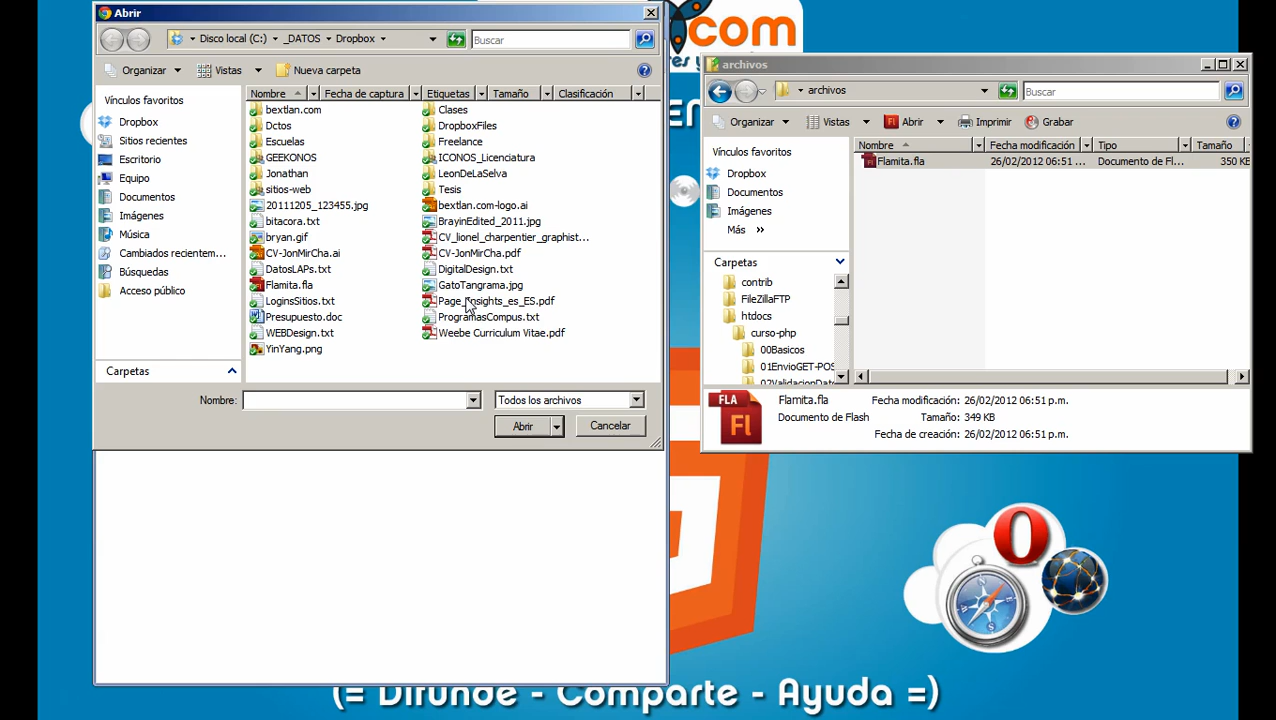 Abrir
Disco local (C:) _DATOS Dropbox
Buscar
Organizar Vistas Nueva carpeta
Vínculos favoritos
Dropbox
Sitios recientes
Escritorio
Equipo
Documentos
Imágenes
Música
Cambiados recientem...
Búsquedas
Acceso público
Carpetas
Nombre Fecha de captura Etiquetas Tamaño Clasificación
bextlan.com Clases
Dctos DropboxFiles
Escuelas Freelance
GEEKONOS ICONOS_Licenciatura
Jonathan LeonDeLaSelva
sitios-web Tesis
20111205_123455.jpg bextlan.com-logo.ai
bitacora.txt BrayinEdited_2011.jpg
bryan.gif CV_lionel_charpentier_graphist...
CV-JonMirCha.ai CV-JonMirCha.pdf
DatosLAPs.txt DigitalDesign.txt
Flamita.fla GatoTangrama.jpg
LoginsSitos.txt Page_Insights_es_ES.pdf
Presupuesto.doc ProgramasCompus.txt
WEBDesign.txt Weebe Curriculum Vitae.pdf
YinYang.png
Nombre: Todos los archivos
Abrir Cancelar
com
archivos
archivos
Buscar
Organizar Vistas Abrir Imprimir Grabar
Vínculos favoritos
Dropbox
Documentos
Imágenes
Más »
Carpetas
contrib
FileZillaFTP
htdocs
curso-php
00Basicos
01EnvioGET-POS
02ValidacionDat
Nombre Fecha modificación Tipo Tamaño
Flamita.fla 26/02/2012 06:51 ... Documento de Fl... 350 KB
FLA
Fl
Flamita.fla Fecha modificación: 26/02/2012 06:51 p.m.
Documento de Flash Tamaño: 349 KB
Fecha de creación: 26/02/2012 06:51 p.m.
(= Difunde - Comparte - Ayuda =)